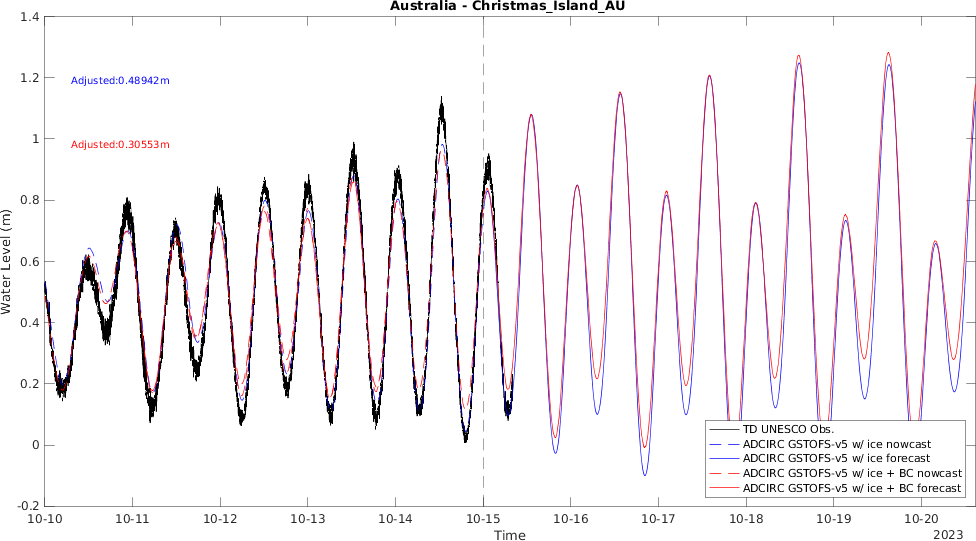 Australia - Christmas_Island_AU
1.4
1.2
1
0.8
0.6
0.4
0.2
0
-0.2
Water Level (m)
Adjusted:0.48942m
Adjusted:0.30553m
TD UNESCO Obs.
ADCIRC GSTOFS-v5 w/ ice nowcast
ADCIRC GSTOFS-v5 w/ ice forecast
ADCIRC GSTOFS-v5 w/ ice + BC nowcast
ADCIRC GSTOFS-v5 w/ ice + BC forecast
10-10 10-11 10-12 10-13 10-14 10-15 10-16 10-17 10-18 10-19 10-20
Time
2023